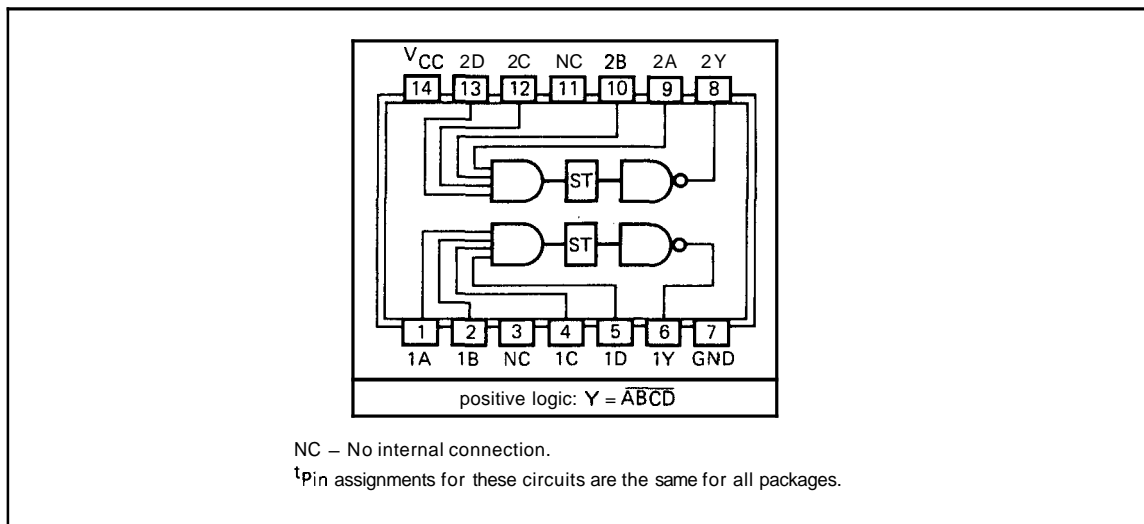 VCC 2D 2C NC 2B 2A 2Y
14 13 12 11 10 9 8
ST
ST
1 2 3 4 5 6 7
1A 1B NC 1C 1D 1Y GND
positive logic: Y = A̅B̅C̅D̅
NC – No internal connection.
tPin assignments for these circuits are the same for all packages.